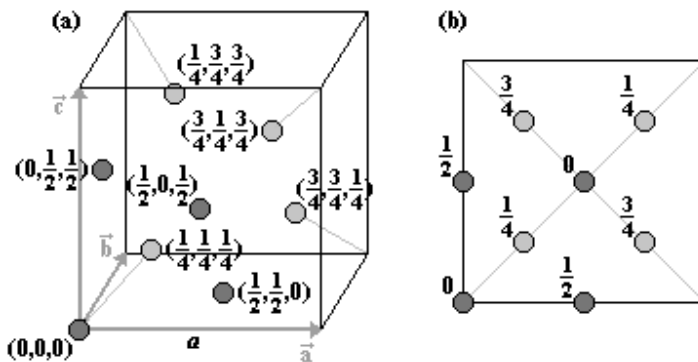 (a)
(1/4,3/4,3/4)
c⃗
(3/4,1/4,3/4)
(0,1/2,1/2)
(1/2,0,1/2)
(3/4,3/4,1/4)
b⃗
(1/4,1/4,1/4)
(1/2,1/2,0)
(0,0,0)
a
a⃗
(b)
3/4 1/4
1/2 0
1/4 3/4
0 1/2